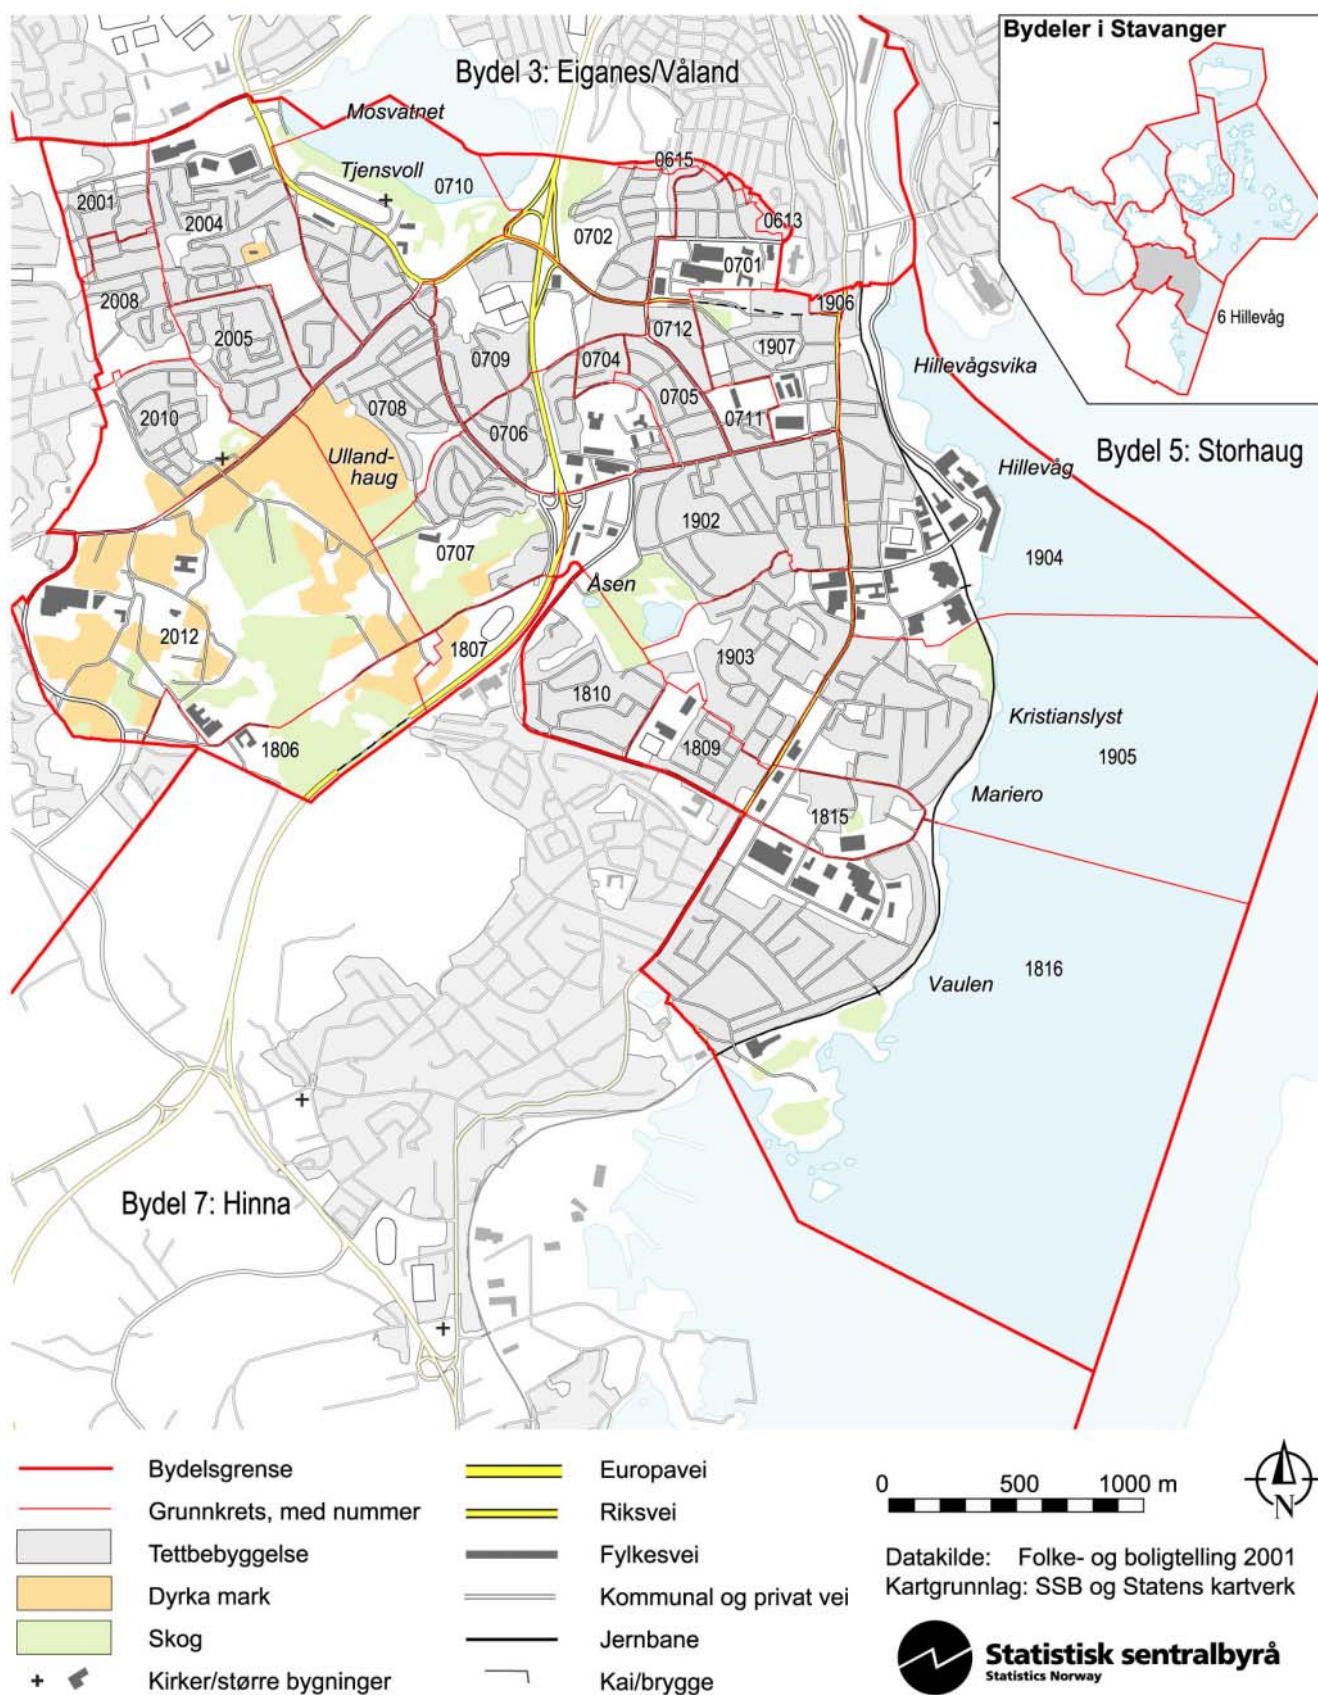 Bydeler i Stavanger
6 Hillevåg
Bydel 3: Eiganes/Våland
Mosvatnet
Tjensvoll
0710
0615
0613
2001
2004
0702
0701
2008
2005
1906
0712
0709
0704
1907
Hillevågsvika
2010
0708
0705
0711
0706
Ulland-
haug
Bydel 5: Storhaug
Hillevåg
1902
0707
1904
Åsen
2012
1807
1903
1810
Kristianslyst
1806
1809
1905
Mariero
1815
Vaulen
1816
Bydel 7: Hinna
Bydelsgrense
Grunnkrets, med nummer
Tettbebyggelse
Dyrka mark
Skog
Kirker/større bygninger
Europavei
Riksvei
Fylkesvei
Kommunal og privat vei
Jernbane
Kai/brygge
0 500 1000 m
N
Datakilde: Folke- og boligtelling 2001
Kartgrunnlag: SSB og Statens kartverk
Statistisk sentralbyrå
Statistics Norway